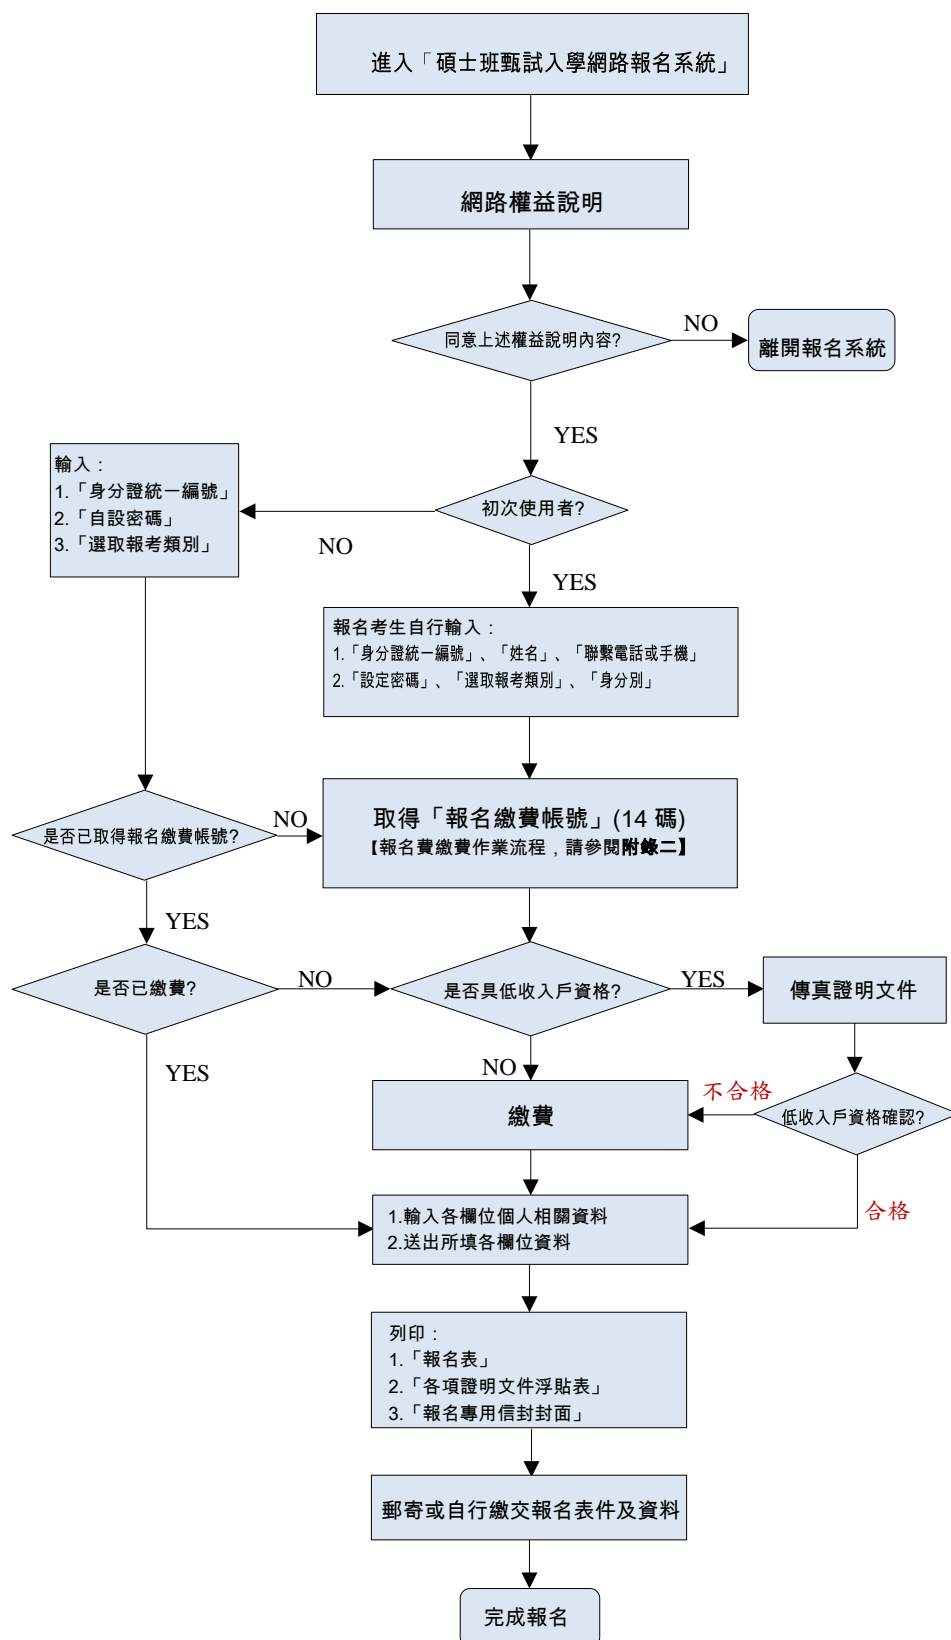 進入「碩士班甄試入學網路報名系統」
網路權益說明
同意上述權益說明內容?
NO
離開報名系統
YES
輸入：
1.「身分證統一編號」
2.「自設密碼」
3.「選取報考類別」
初次使用者?
NO
YES
報名考生自行輸入：
1.「身分證統一編號」、「姓名」、「聯繫電話或手機」
2.「設定密碼」、「選取報考類別」、「身分別」
是否已取得報名繳費帳號?
NO
取得「報名繳費帳號」(14 碼)
【報名費繳費作業流程，請參閱附錄二】
YES
是否已繳費?
NO
是否具低收入戶資格?
YES
傳真證明文件
YES
NO
繳費
不合格
低收入戶資格確認?
合格
1.輸入各欄位個人相關資料
2.送出所填各欄位資料
列印：
1.「報名表」
2.「各項證明文件浮貼表」
3.「報名專用信封封面」
郵寄或自行繳交報名表件及資料
完成報名